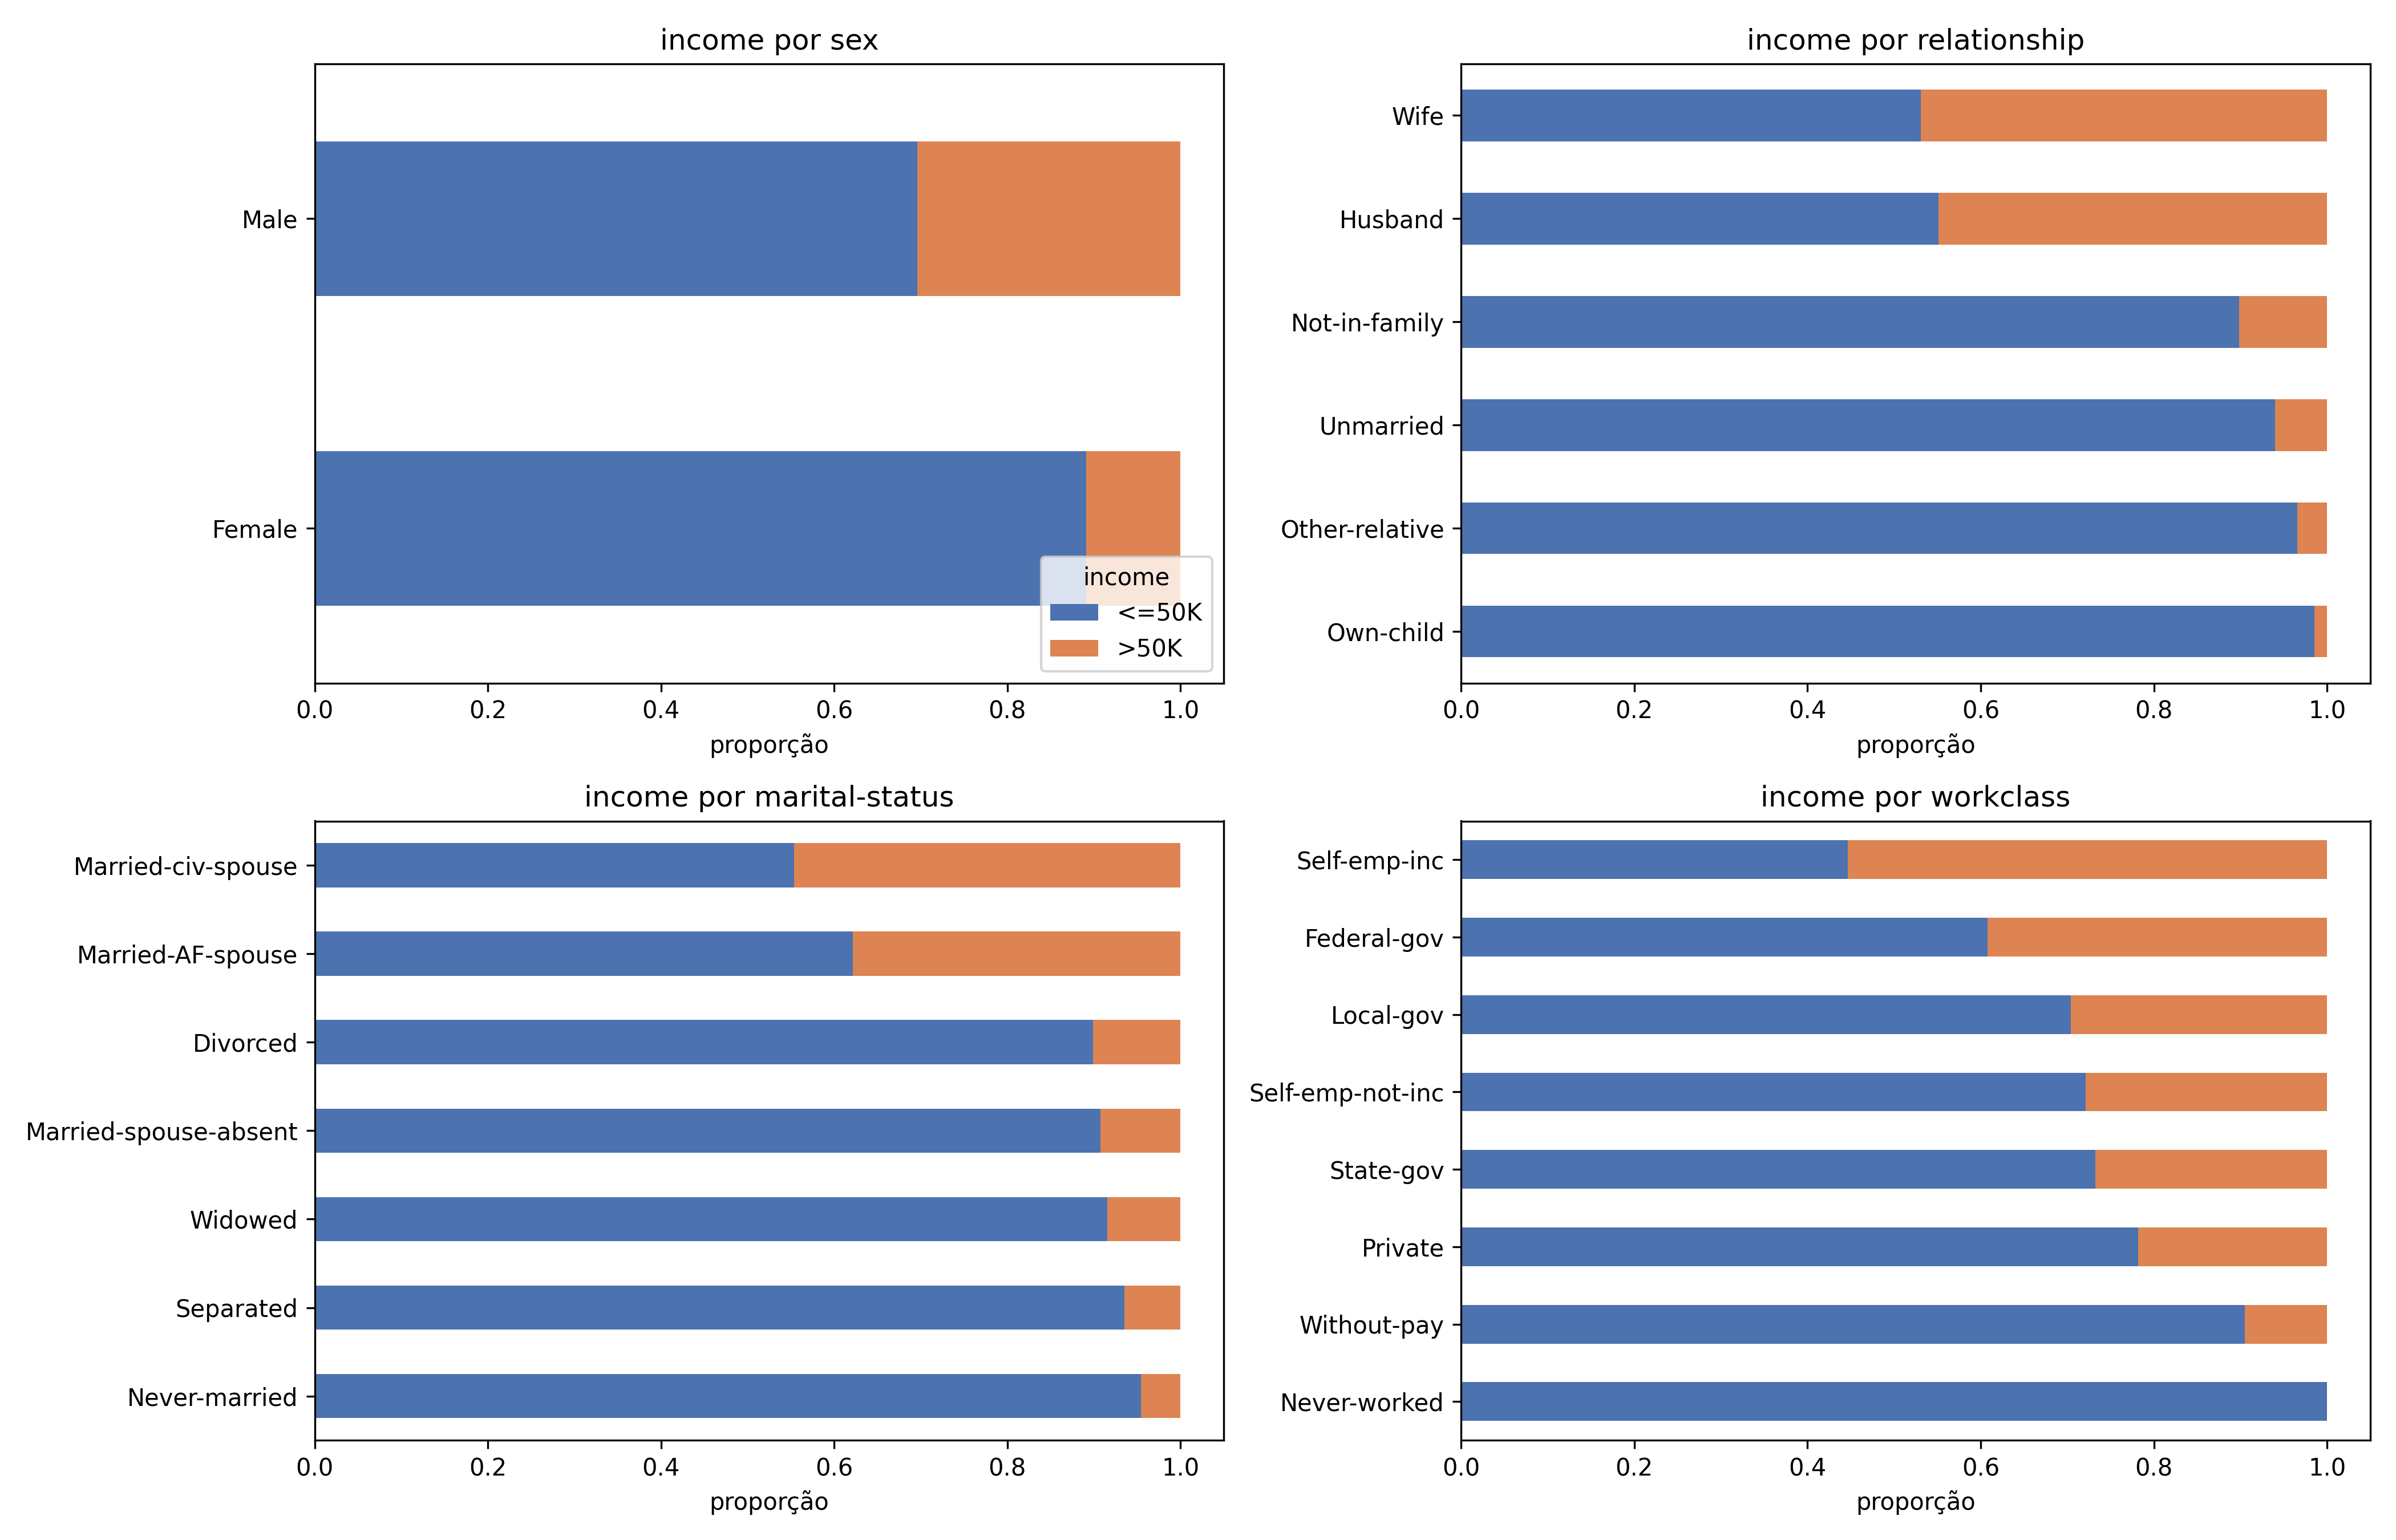 income por sex
Male
Female
income
<=50K
>50K
0.0 0.2 0.4 0.6 0.8 1.0
proporção
income por relationship
Wife
Husband
Not-in-family
Unmarried
Other-relative
Own-child
0.0 0.2 0.4 0.6 0.8 1.0
proporção
income por marital-status
Married-civ-spouse
Married-AF-spouse
Divorced
Married-spouse-absent
Widowed
Separated
Never-married
0.0 0.2 0.4 0.6 0.8 1.0
proporção
income por workclass
Self-emp-inc
Federal-gov
Local-gov
Self-emp-not-inc
State-gov
Private
Without-pay
Never-worked
0.0 0.2 0.4 0.6 0.8 1.0
proporção